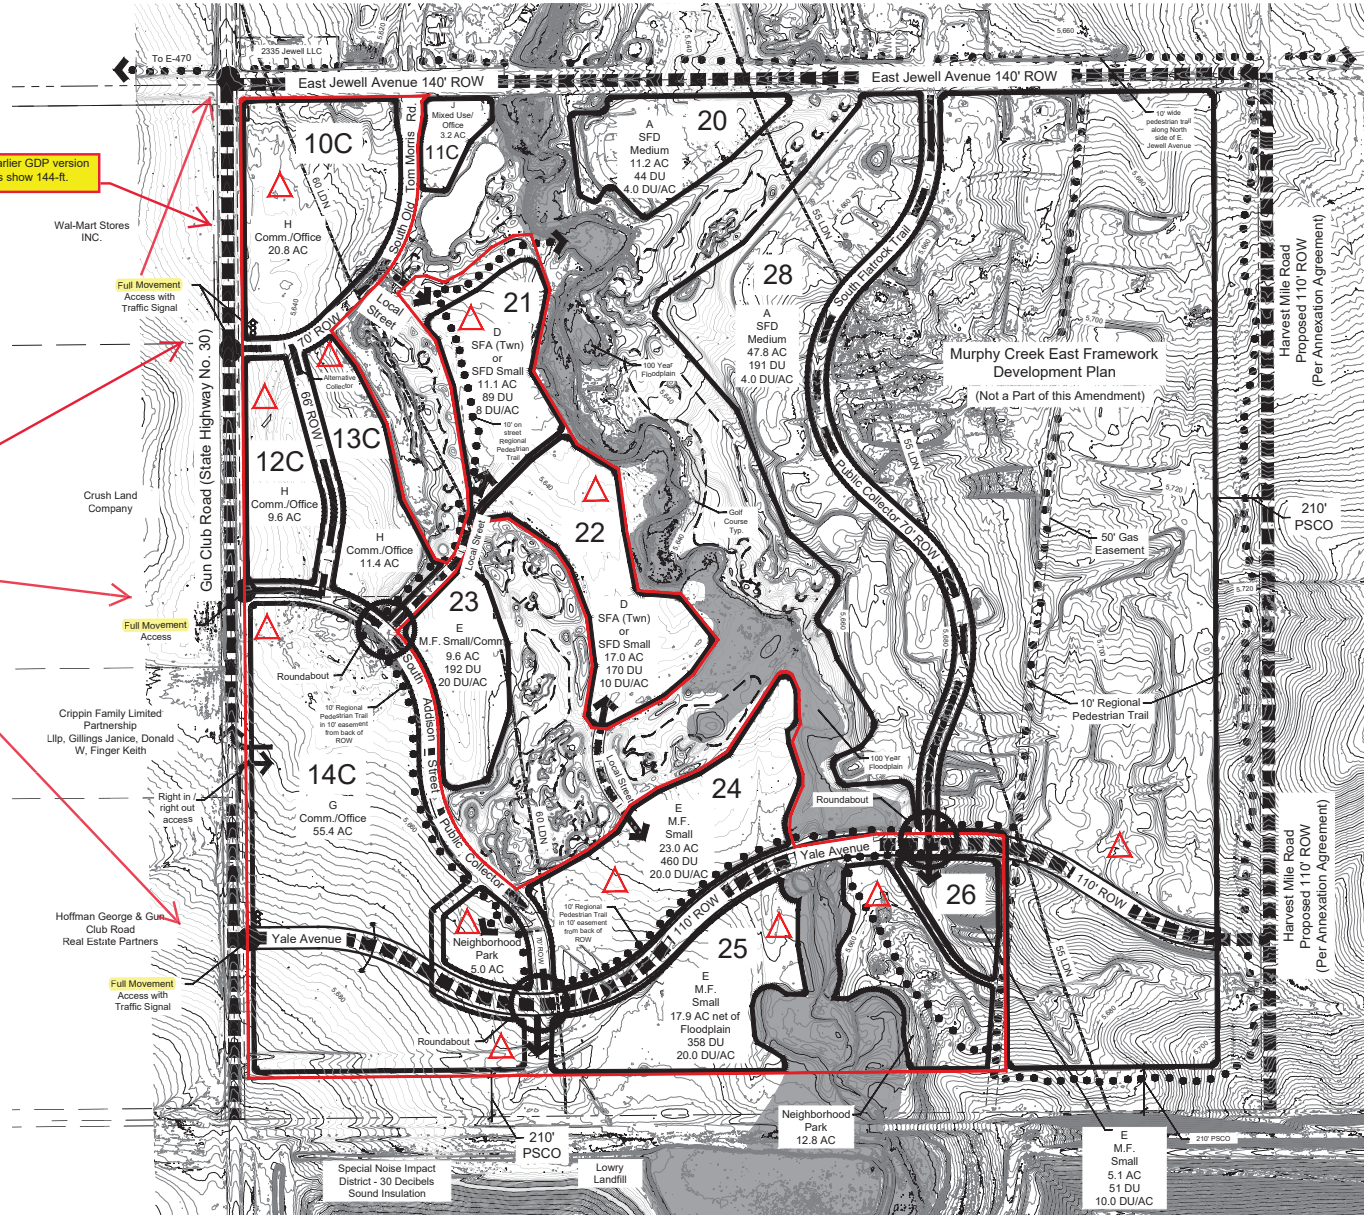 To E-470
2335 Jewell LLC
East Jewell Avenue 140' ROW
East Jewell Avenue 140' ROW
arlier GDP version
s show 144-ft.
10C
H
Comm./Office
20.8 AC
60 LDN
South Old Tom Morris Rd.
J
Mixed Use/
Office
3.2 AC
11C
A
SFD
Medium
11.2 AC
44 DU
4.0 DU/AC
20
10' wide
pedestrian trail
along North
side of E.
Jewell Avenue
Wal-Mart Stores
INC.
Full Movement
Access with
Traffic Signal
Gun Club Road (State Highway No. 30)
70' ROW
Local
Street
Alternative
Collector
66' ROW
21
D
SFA (Twn)
or
SFD Small
11.1 AC
89 DU
8 DU/AC
10' on
street
Regional
Pedestrian
Trail
100 Year
Floodplain
28
A
SFD
Medium
47.8 AC
191 DU
4.0 DU/AC
55 LDN
South Flatrock Trail
Public Collector 70' ROW
55 LDN
Murphy Creek East Framework
Development Plan
(Not a Part of this Amendment)
Harvest Mile Road
Proposed 110' ROW
(Per Annexation Agreement)
12C
H
Comm./Office
9.6 AC
13C
H
Comm./Office
11.4 AC
Crush Land
Company
Local Street
22
D
SFA (Twn)
or
SFD Small
17.0 AC
170 DU
10 DU/AC
Golf
Course
Typ.
50' Gas
Easement
210'
PSCO
Full Movement
Access
23
E
M.F. Small/Comm.
9.6 AC
192 DU
20 DU/AC
Roundabout
10' Regional
Pedestrian Trail
in 10' easement
from back of
ROW
South Addison Street Public Collector
Crippin Family Limited
Partnership
Lllp, Gillings Janice, Donald
W, Finger Keith
14C
G
Comm./Office
55.4 AC
Right in /
right out
access
Local Street
60 LDN
24
E
M.F.
Small
23.0 AC
460 DU
20.0 DU/AC
100 Year
Floodplain
Roundabout
10' Regional
Pedestrian Trail
Yale Avenue
110' ROW
Harvest Mile Road
Proposed 110' ROW
(Per Annexation Agreement)
Hoffman George & Gun
Club Road
Real Estate Partners
Yale Avenue
Neighborhood
Park
5.0 AC
70' ROW
10' Regional
Pedestrian Trail
in 10' easement
from back of
ROW
110' ROW
25
E
M.F.
Small
17.9 AC net of
Floodplain
358 DU
20.0 DU/AC
26
55 LDN
Full Movement
Access with
Traffic Signal
Roundabout
210'
PSCO
Special Noise Impact
District - 30 Decibels
Sound Insulation
Lowry
Landfill
Neighborhood
Park
12.8 AC
E
M.F.
Small
5.1 AC
51 DU
10.0 DU/AC
210' PSCO